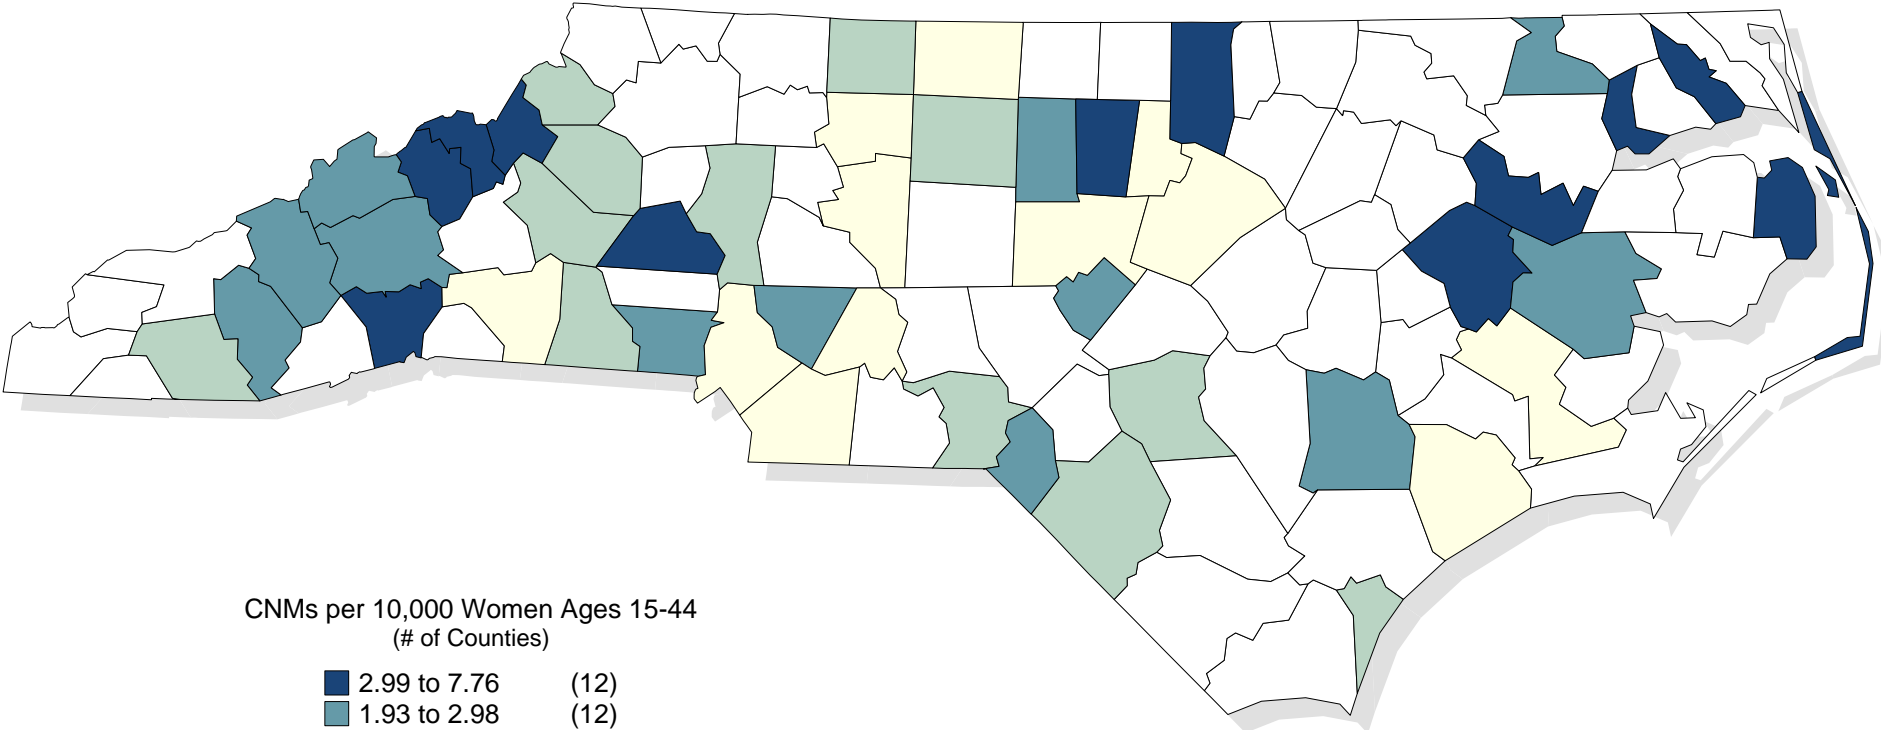 CNMs per 10,000 Women Ages 15-44
(# of Counties)
2.99 to 7.76 (12)
1.93 to 2.98 (12)